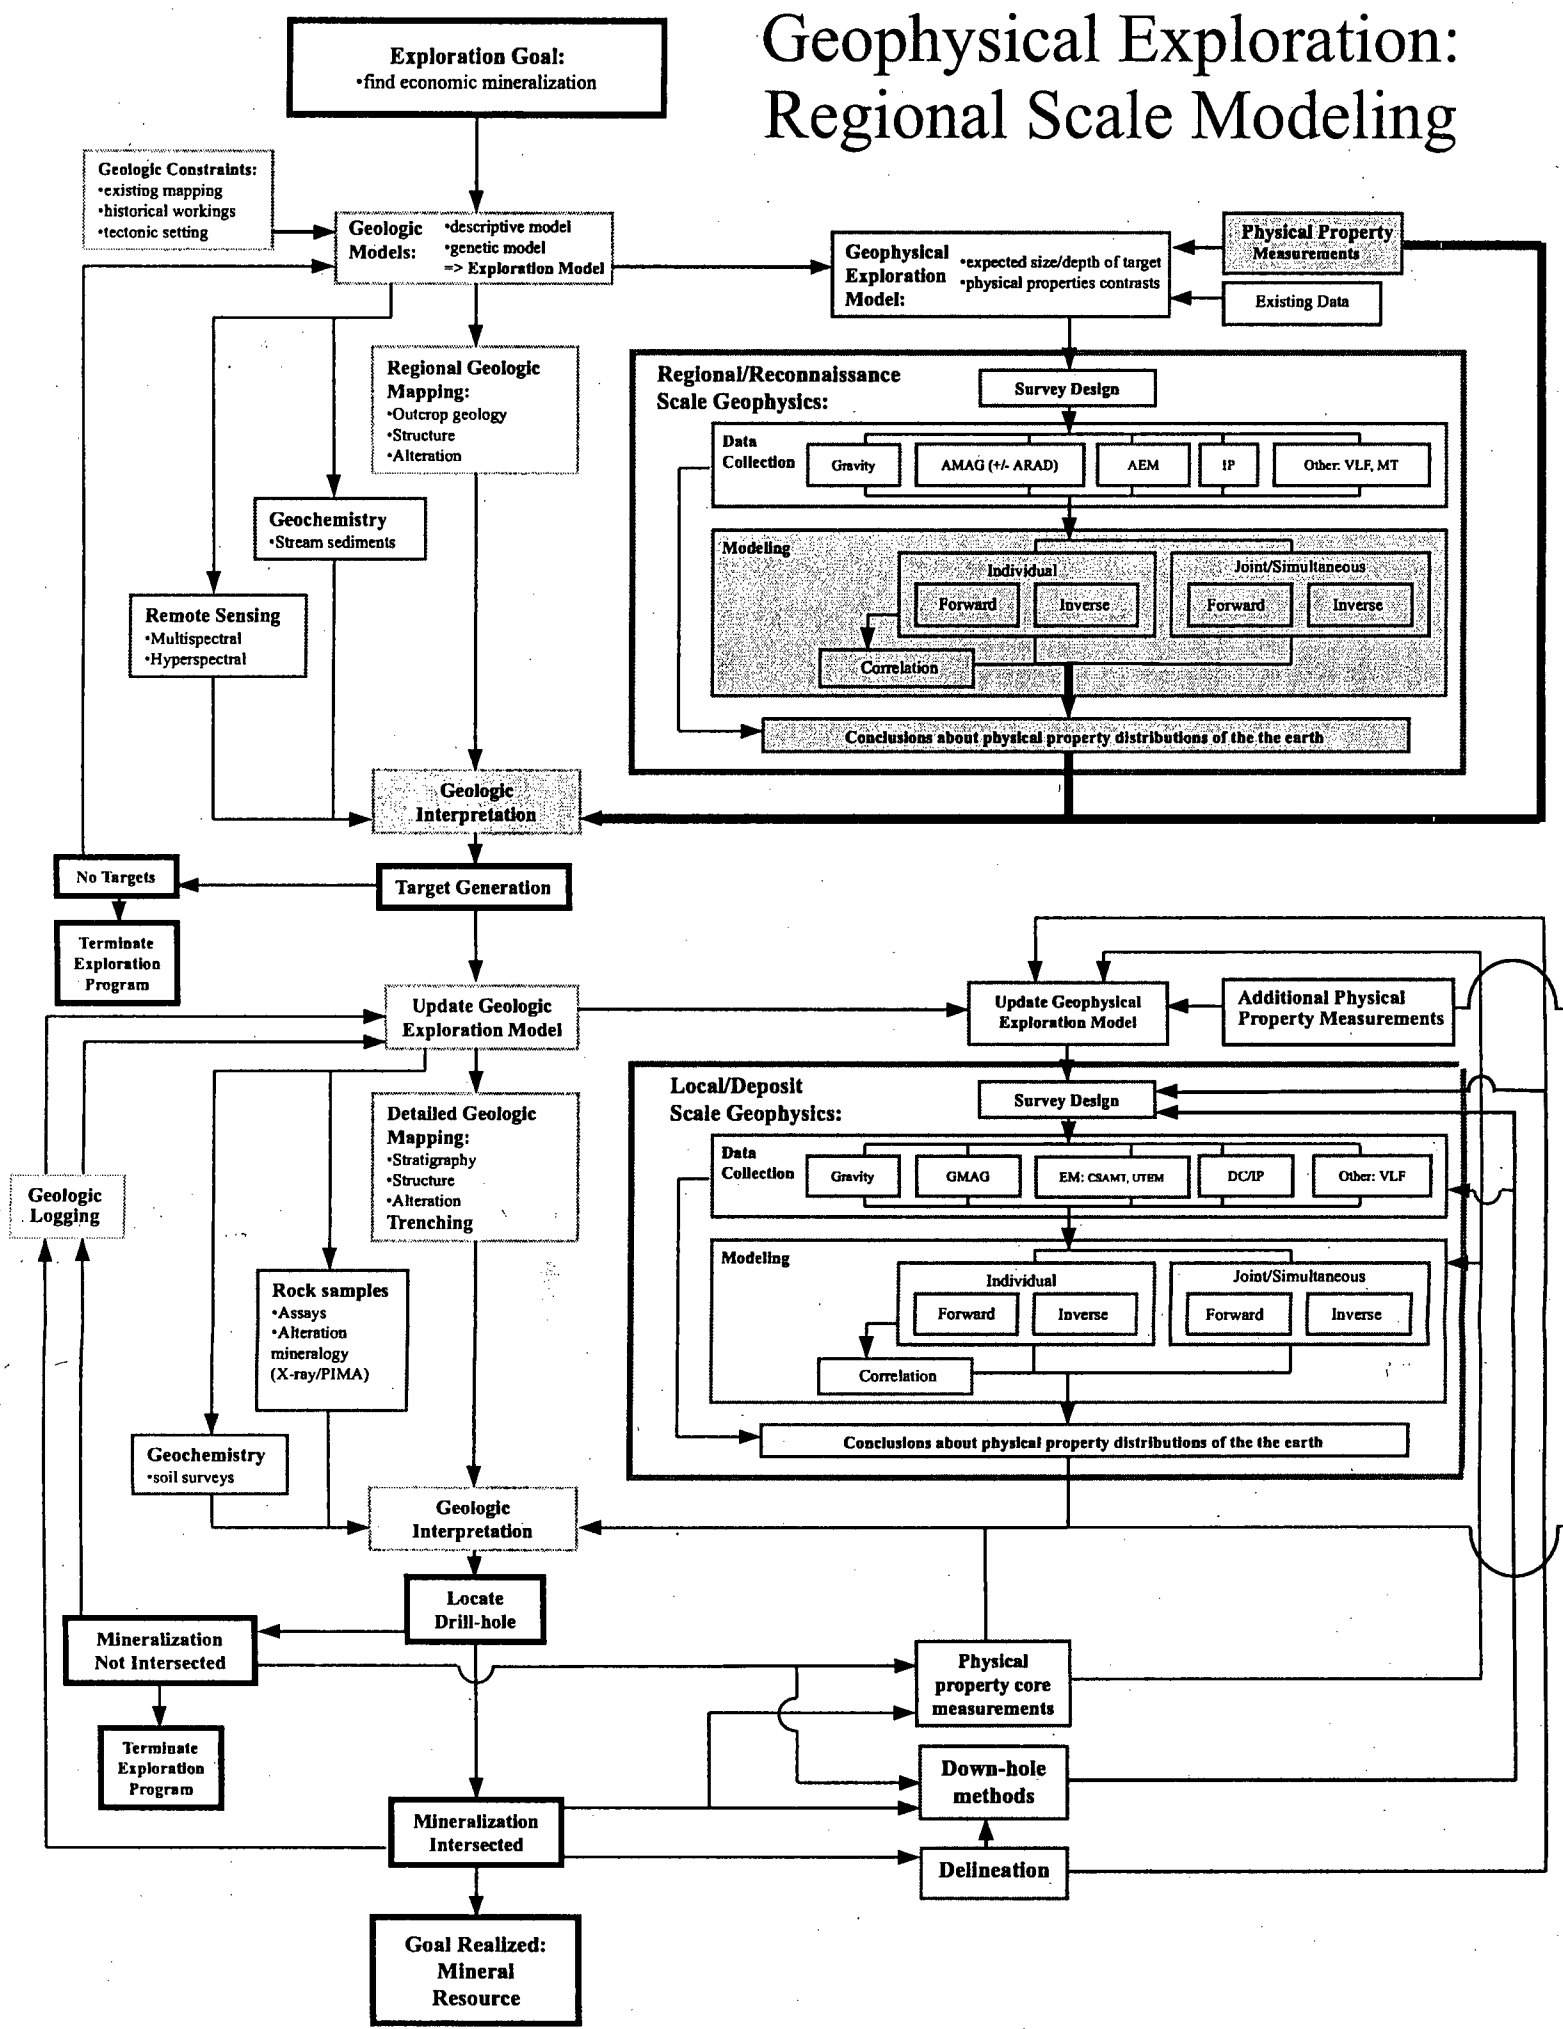 Geophysical Exploration:
Regional Scale Modeling
Exploration Goal:
•find economic mineralization
Geologic Constraints:
•existing mapping
•historical workings
•tectonic setting
Geologic
Models:
•descriptive model
•genetic model
=> Exploration Model
Geophysical
Exploration
Model:
•expected size/depth of target
•physical properties contrasts
Physical Property
Measurements
Existing Data
Regional Geologic
Mapping:
•Outcrop geology
•Structure
•Alteration
Geochemistry
•Stream sediments
Remote Sensing
•Multispectral
•Hyperspectral
Regional/Reconnaissance
Scale Geophysics:
Survey Design
Data
Collection
Gravity
AMAG (+/- ARAD)
AEM
IP
Other: VLF, MT
Modeling
Individual
Forward
Inverse
Joint/Simultaneous
Forward
Inverse
Correlation
Conclusions about physical property distributions of the the earth
Geologic
Interpretation
No Targets
Target Generation
Terminate
Exploration
Program
Update Geologic
Exploration Model
Update Geophysical
Exploration Model
Additional Physical
Property Measurements
Detailed Geologic
Mapping:
•Stratigraphy
•Structure
•Alteration
Trenching
Geologic
Logging
Rock samples
•Assays
•Alteration
mineralogy
(X-ray/PIMA)
Geochemistry
•soil surveys
Local/Deposit
Scale Geophysics:
Survey Design
Data
Collection
Gravity
GMAG
EM: CSAMT, UTEM
DC/IP
Other: VLF
Modeling
Individual
Forward
Inverse
Joint/Simultaneous
Forward
Inverse
Correlation
Conclusions about physical property distributions of the the earth
Geologic
Interpretation
Locate
Drill-hole
Mineralization
Not Intersected
Terminate
Exploration
Program
Physical
property core
measurements
Down-hole
methods
Mineralization
Intersected
Delineation
Goal Realized:
Mineral
Resource